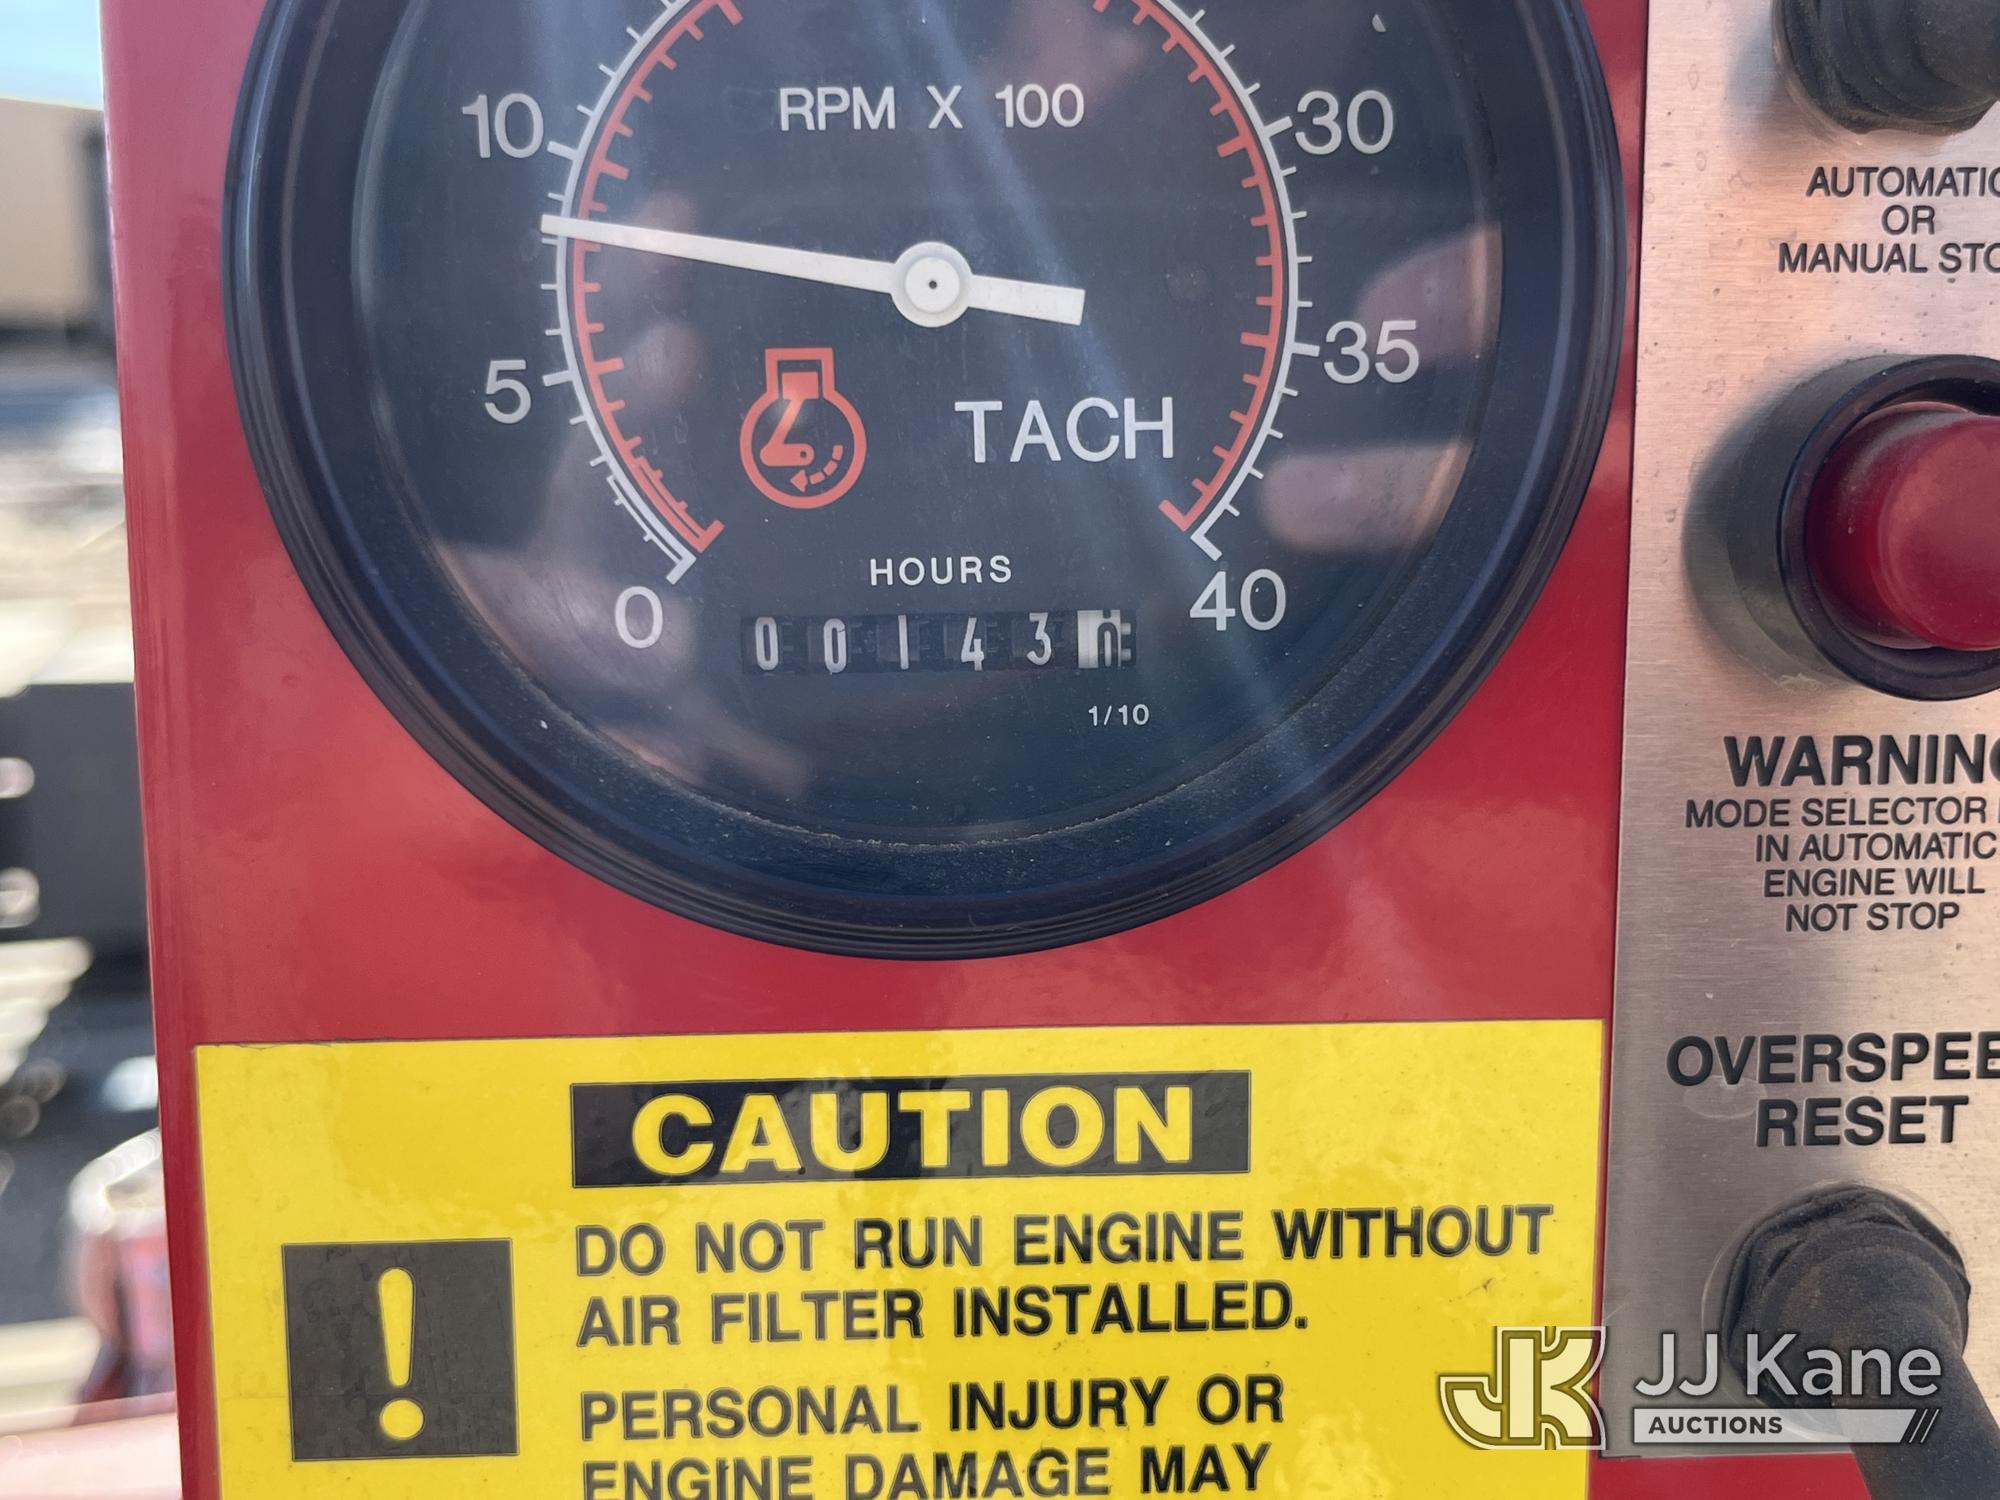 RPM X 100
10
30
5
35
TACH
HOURS
0
40
0 0 1 4 3
1/10
AUTOMATIC
OR
MANUAL STO
WARNING
MODE SELECTOR
IN AUTOMATIC
ENGINE WILL
NOT STOP
OVERSPEE
RESET
CAUTION
!
DO NOT RUN ENGINE WITHOUT
AIR FILTER INSTALLED.
PERSONAL INJURY OR
ENGINE DAMAGE MAY
JK
JJ Kane
AUCTIONS